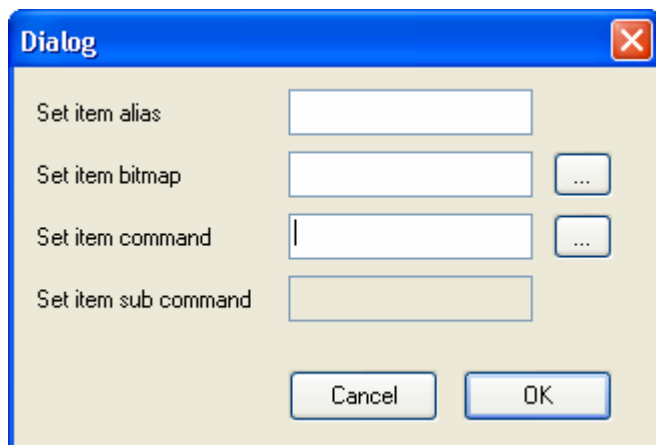 Dialog
Set item alias
Set item bitmap ...
Set item command ...
Set item sub command
Cancel OK